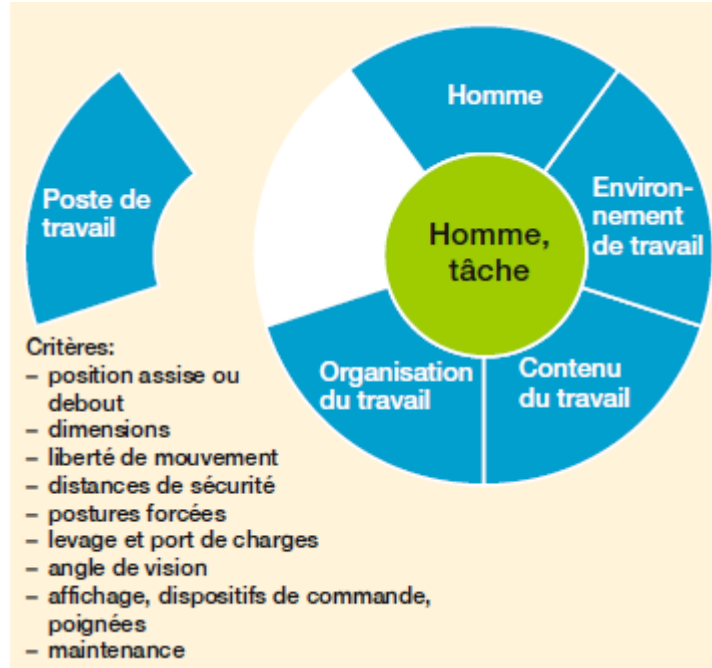 Homme
Environ-
nement
de travail
Poste de
travail
Homme,
tâche
Organisation
du travail
Contenu
du travail
Critères:
– position assise ou
debout
– dimensions
– liberté de mouvement
– distances de sécurité
– postures forcées
– levage et port de charges
– angle de vision
– affichage, dispositifs de commande,
poignées
– maintenance